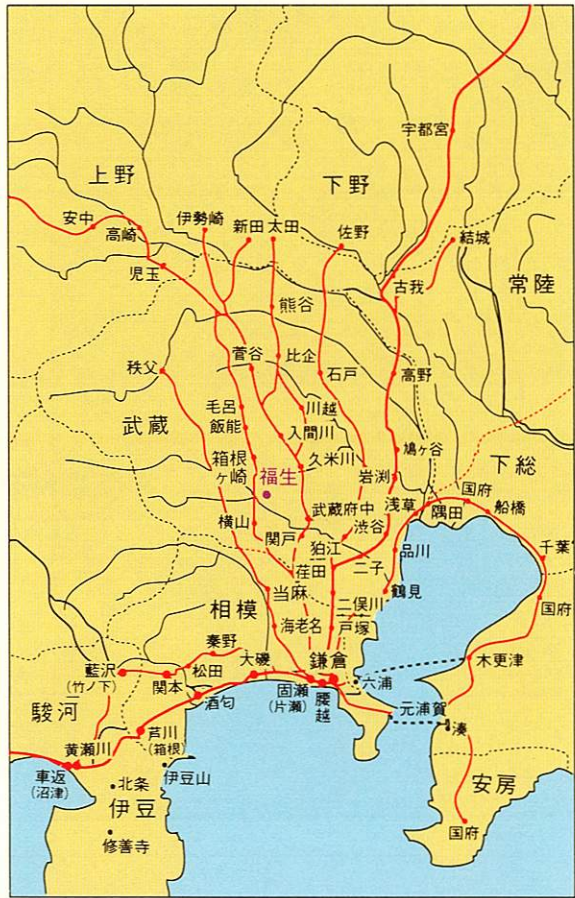 宇都宮
上野
下野
安中
高崎
伊勢崎
新田
太田
佐野
結城
児玉
古我
常陸
熊谷
秩父
菅谷
比企
石戸
高野
武蔵
毛呂
川越
飯能
入間川
箱根
ヶ崎
久米川
鳩ヶ谷
下総
福生
岩渕
国府
浅草
隅田
船橋
横山
武蔵府中
渋谷
関戸
狛江
品川
千葉
荏田
二子
当麻
二俣川
鶴見
国府
相模
海老名
戸塚
秦野
大磯
鎌倉
木更津
藍沢
(竹ノ下)
関本
松田
固瀬
(片瀬)
腰越
六浦
駿河
酒匂
元浦賀
湊
芦川
(箱根)
黄瀬川
車返
(沼津)
北条
伊豆山
安房
伊豆
修善寺
国府